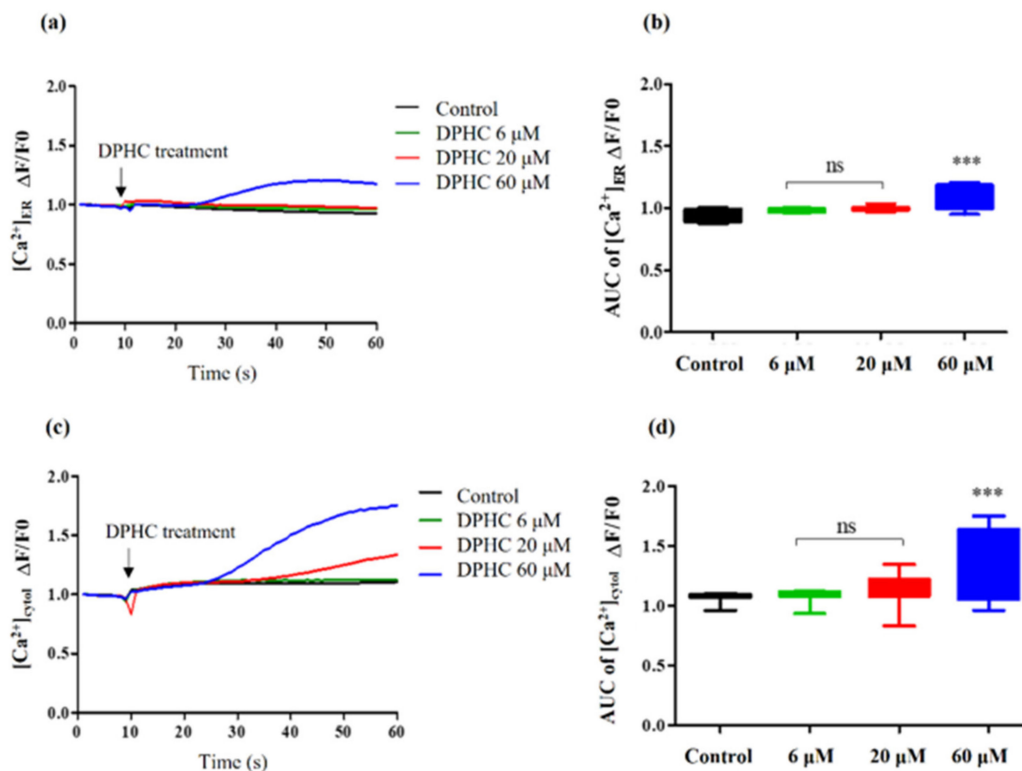 (a)
[Ca²⁺]ER ΔF/F0
2.0
1.5
1.0
0.5
0.0
0 10 20 30 40 50 60
Time (s)
DPHC treatment
Control
DPHC 6 μM
DPHC 20 μM
DPHC 60 μM
(b)
AUC of [Ca²⁺]ER ΔF/F0
2.0
1.5
1.0
0.5
0.0
ns
***
Control 6 μM 20 μM 60 μM
(c)
[Ca²⁺]cytol ΔF/F0
2.0
1.5
1.0
0.5
0.0
0 10 20 30 40 50 60
Time (s)
DPHC treatment
Control
DPHC 6 μM
DPHC 20 μM
DPHC 60 μM
(d)
AUC of [Ca²⁺]cytol ΔF/F0
2.0
1.5
1.0
0.5
0.0
ns
***
Control 6 μM 20 μM 60 μM